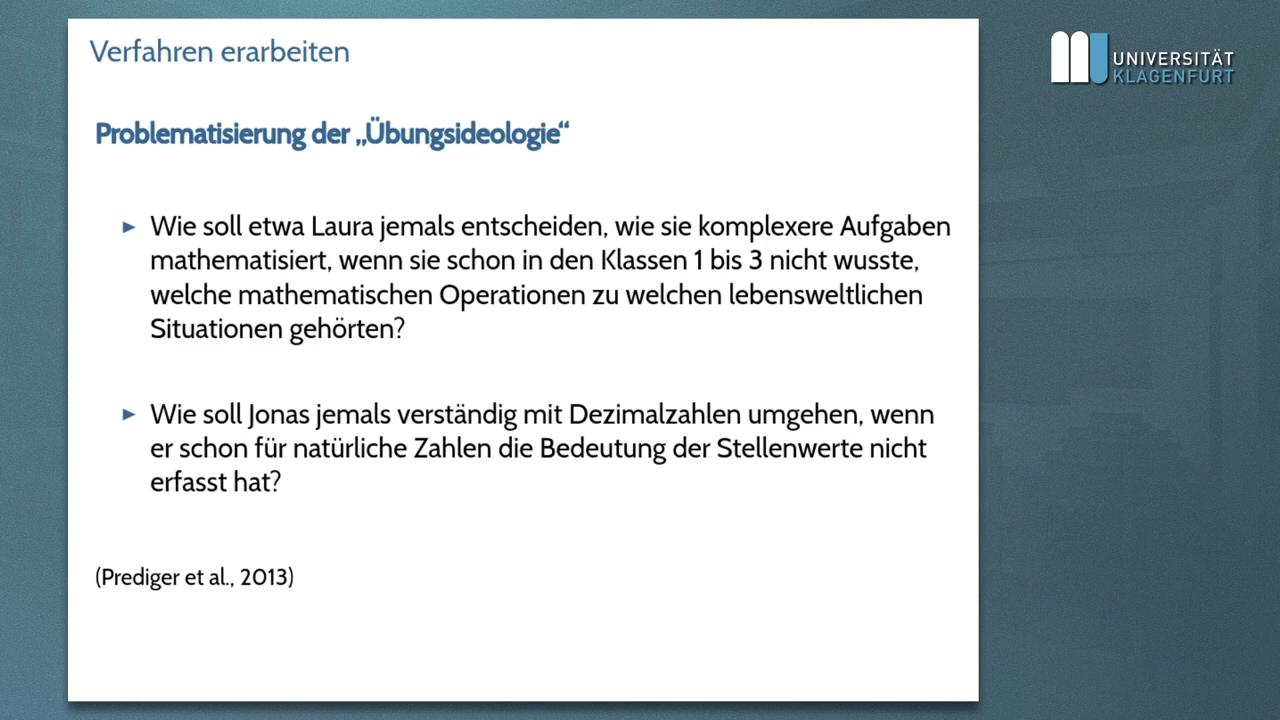 Verfahren erarbeiten
UNIVERSITÄT
KLAGENFURT
Problematisierung der „Übungsideologie“
► Wie soll etwa Laura jemals entscheiden, wie sie komplexere Aufgaben
mathematisiert, wenn sie schon in den Klassen 1 bis 3 nicht wusste,
welche mathematischen Operationen zu welchen lebensweltlichen
Situationen gehörten?
► Wie soll Jonas jemals verständig mit Dezimalzahlen umgehen, wenn
er schon für natürliche Zahlen die Bedeutung der Stellenwerte nicht
erfasst hat?
(Prediger et al., 2013)